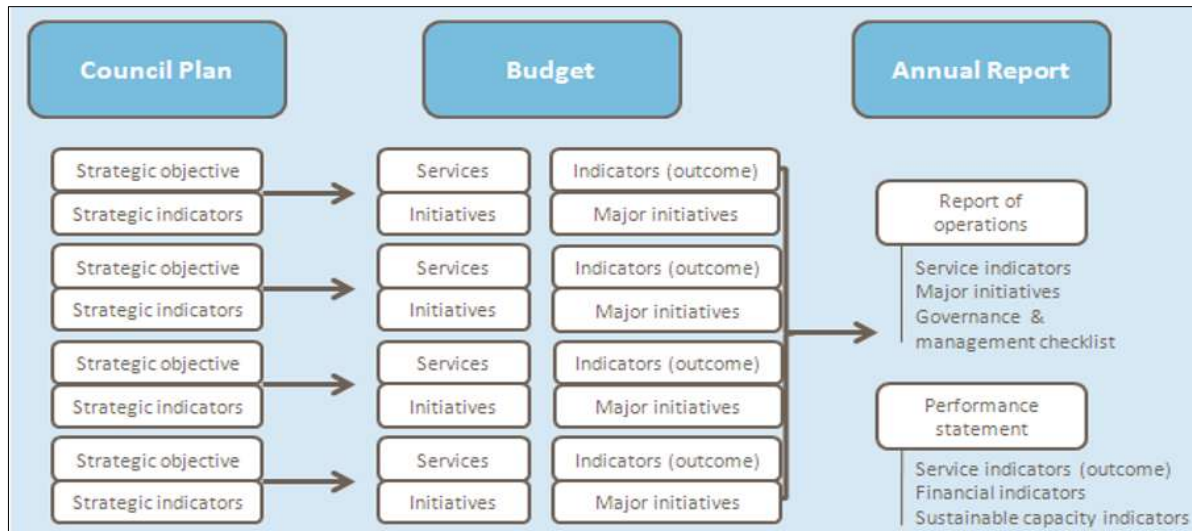 Council Plan
Budget
Annual Report
Strategic objective
Strategic indicators
Services
Initiatives
Indicators (outcome)
Major initiatives
Strategic objective
Strategic indicators
Services
Initiatives
Indicators (outcome)
Major initiatives
Strategic objective
Strategic indicators
Services
Initiatives
Indicators (outcome)
Major initiatives
Strategic objective
Strategic indicators
Services
Initiatives
Indicators (outcome)
Major initiatives
Report of
operations
Service indicators
Major initiatives
Governance &
management checklist
Performance
statement
Service indicators (outcome)
Financial indicators
Sustainable capacity indicators